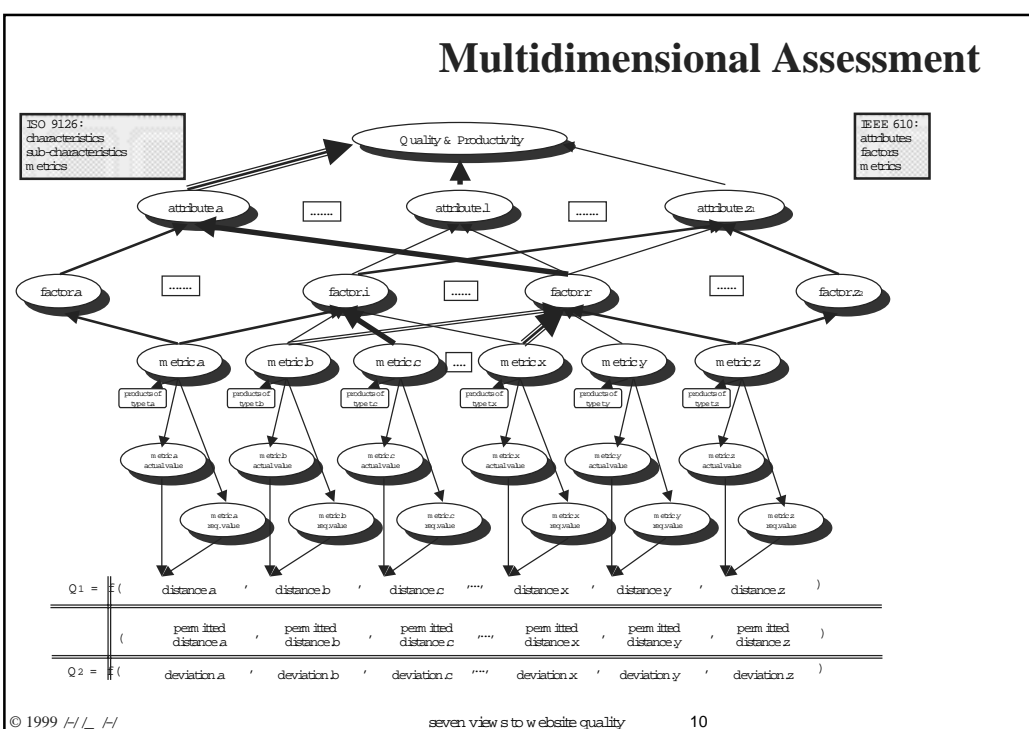 Multidimensional Assessment
ISO 9126:
characteristics
sub-characteristics
metrics
Quality & Productivity
IEEE 610:
attributes
factors
metrics
attribute.a
.......
attribute.l
.......
attribute.z₁
factor.a
.......
factor.i
......
factor.r
......
factor.z₂
metric.a
metric.b
metric.c
....
metric.x
metric.y
metric.z
products of
type t.a
products of
type t.b
products of
type t.c
products of
type t.x
products of
type t.y
products of
type t.z
metric.a
actual value
metric.b
actual value
metric.c
actual value
metric.x
actual value
metric.y
actual value
metric.z
actual value
metric.a
req.value
metric.b
req.value
metric.c
req.value
metric.x
req.value
metric.y
req.value
metric.z
req.value
Q1 = f( distance.a , distance.b , distance.c ,..., distance.x , distance.y , distance.z )
( permitted distance.a , permitted distance.b , permitted distance.c ,..., permitted distance.x , permitted distance.y , permitted distance.z )
Q2 = f( deviation.a , deviation.b , deviation.c ,..., deviation.x , deviation.y , deviation.z )
© 1999 /-/ /_ /-/ seven views to website quality 10